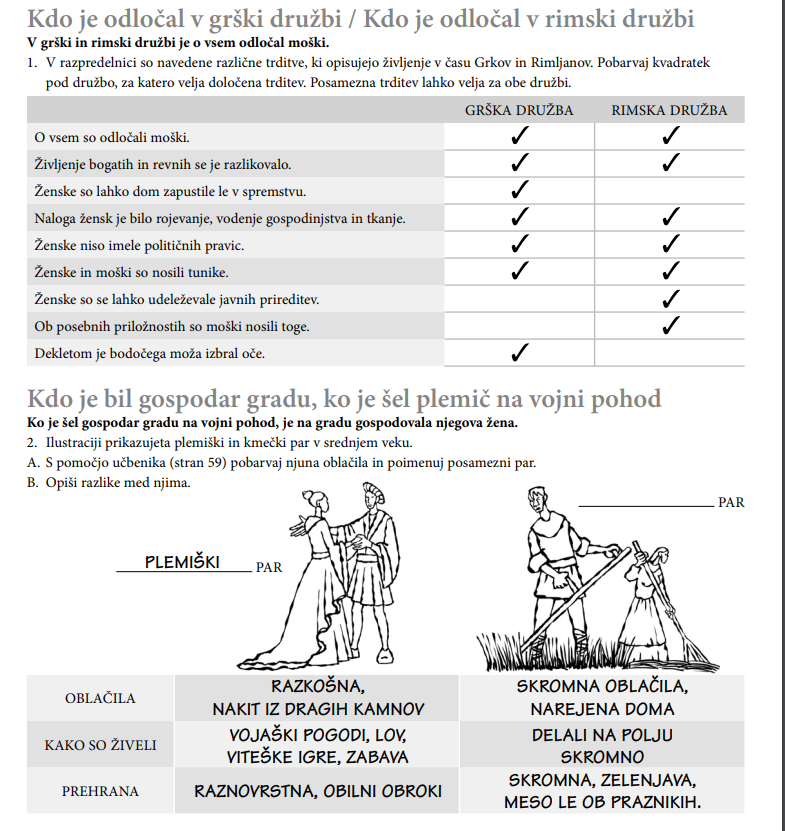 Kdo je odločal v grški družbi / Kdo je odločal v rimski družbi
V grški in rimski družbi je o vsem odločal moški.
1. V razpredelnici so navedene različne trditve, ki opisujejo življenje v času Grkov in Rimljanov. Pobarvaj kvadratek
pod družbo, za katero velja določena trditev. Posamezna trditev lahko velja za obe družbi.
GRŠKA DRUŽBA RIMSKA DRUŽBA
O vsem so odločali moški. ✓ ✓
Življenje bogatih in revnih se je razlikovalo. ✓ ✓
Ženske so lahko dom zapustile le v spremstvu. ✓
Naloga žensk je bilo rojevanje, vodenje gospodinjstva in tkanje. ✓ ✓
Ženske niso imele političnih pravic. ✓ ✓
Ženske in moški so nosili tunike. ✓ ✓
Ženske so se lahko udeleževale javnih prireditev. ✓
Ob posebnih priložnostih so moški nosili toge. ✓
Dekletom je bodočega moža izbral oče. ✓
Kdo je bil gospodar gradu, ko je šel plemič na vojni pohod
Ko je šel gospodar gradu na vojni pohod, je na gradu gospodovala njegova žena.
2. Ilustraciji prikazujeta plemiški in kmečki par v srednjem veku.
A. S pomočjo učbenika (stran 59) pobarvaj njuna oblačila in poimenuj posamezni par.
B. Opiši razlike med njima.
PAR
PLEMIŠKI PAR
OBLAČILA
RAZKOŠNA,
NAKIT IZ DRAGIH KAMNOV
SKROMNA OBLAČILA,
NAREJENA DOMA
KAKO SO ŽIVELI
VOJAŠKI POGODI, LOV,
VITEŠKE IGRE, ZABAVA
DELALI NA POLJU
SKROMNO
PREHRANA
RAZNOVRSTNA, OBILNI OBROKI
SKROMNA, ZELENJAVA,
MESO LE OB PRAZNIKIH.